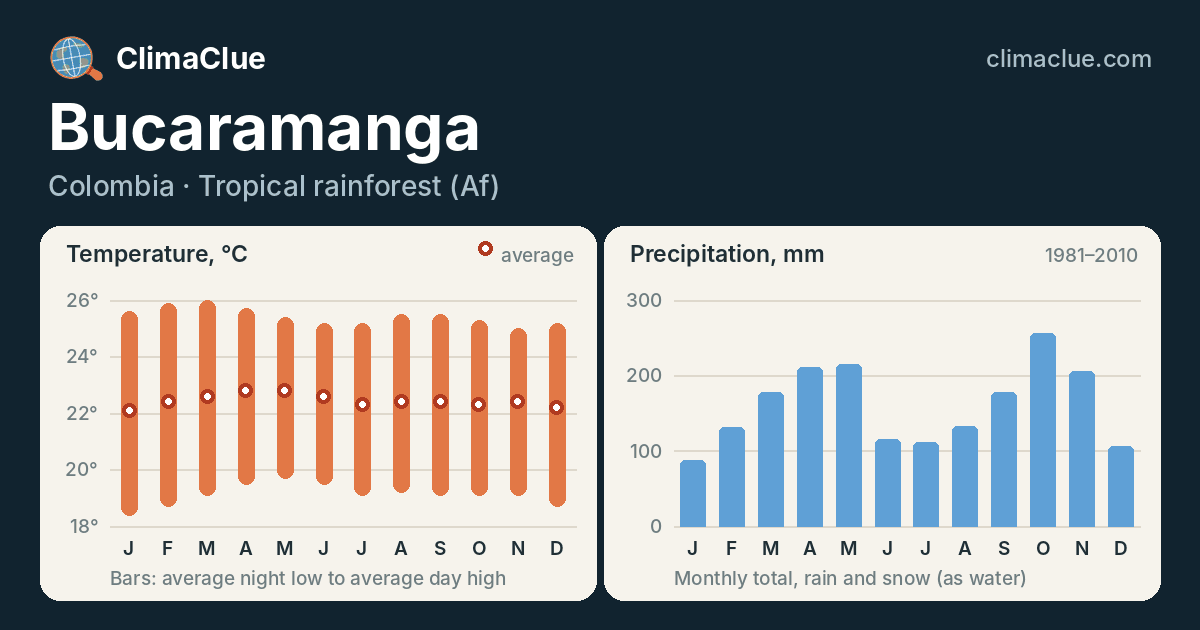 ClimaClue
climaclue.com
Bucaramanga
Colombia · Tropical rainforest (Af)
Temperature, °C
average
26°
24°
22°
20°
18°
J F M A M J J A S O N D
Bars: average night low to average day high
Precipitation, mm
1981–2010
300
200
100
0
J F M A M J J A S O N D
Monthly total, rain and snow (as water)